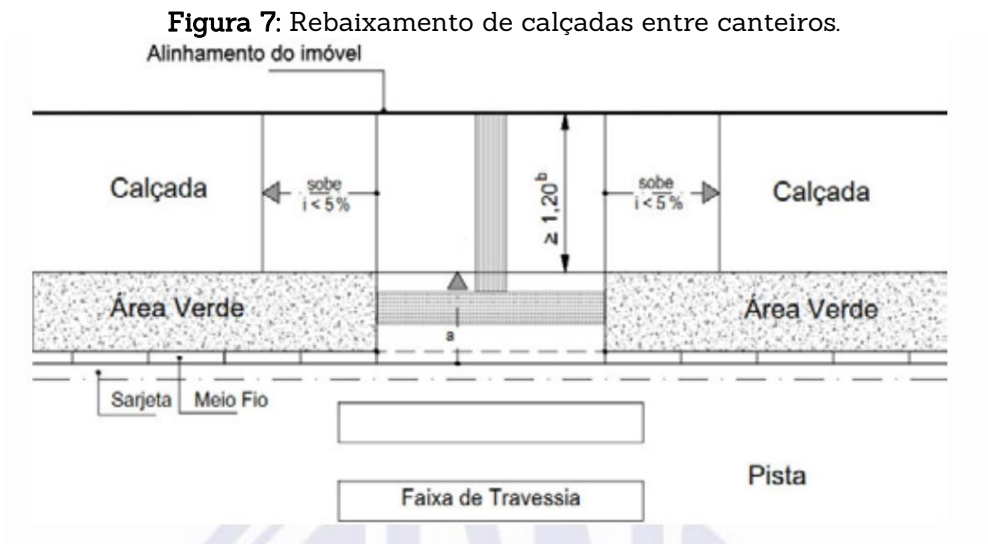 Figura 7: Rebaixamento de calçadas entre canteiros.
Alinhamento do imóvel
Calçada
sobe
i < 5 %
≥ 1,20 b
sobe
i < 5 %
Calçada
Área Verde
a
Área Verde
Sarjeta
Meio Fio
Pista
Faixa de Travessia